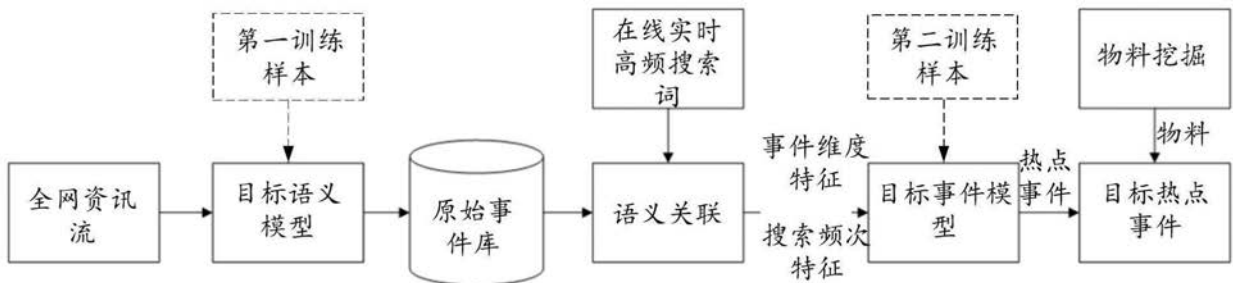 第一训练
样本
在线实时
高频搜索
词
第二训练
样本
物料挖掘
物料
全网资讯
流
目标语义
模型
原始事
件库
语义关联
事件维度
特征
搜索频次
特征
目标事件模
型
热点
事件
目标热点
事件